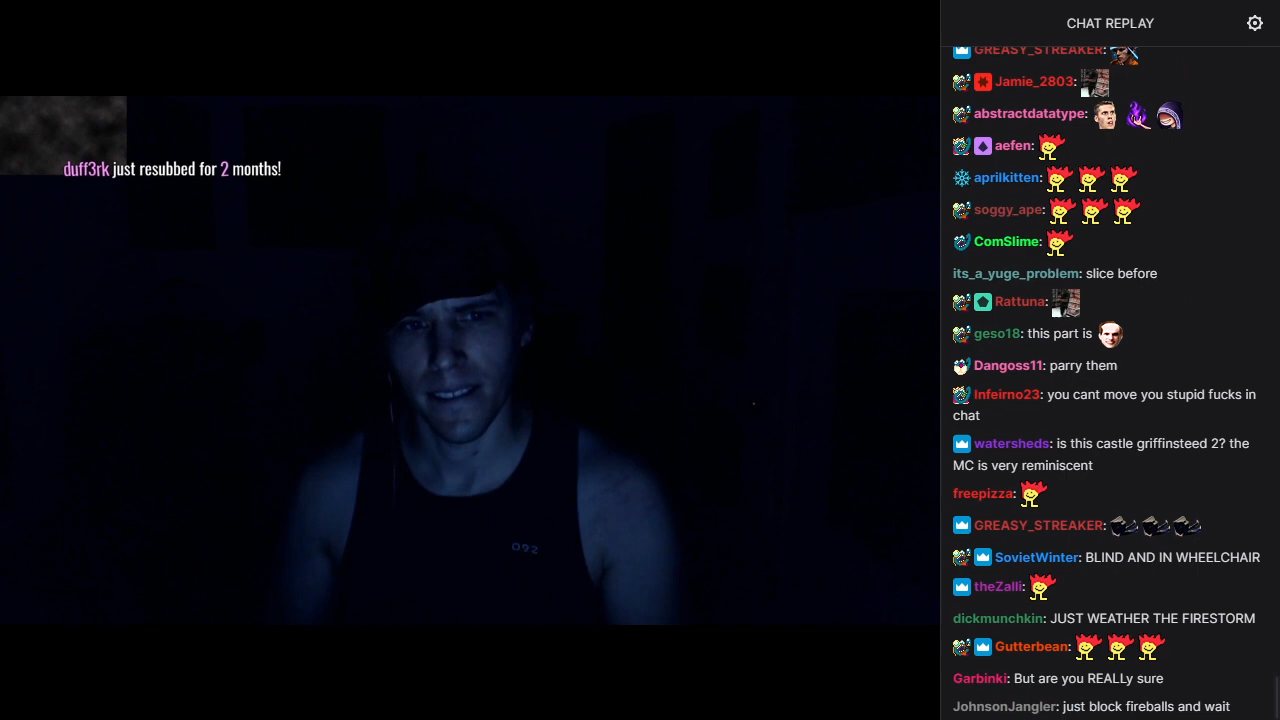 CHAT REPLAY
GREASY_STREAKER:
Jamie_2803:
abstractdatatype:
aefen:
aprilkitten:
soggy_ape:
ComSlime:
its_a_yuge_problem: slice before
Rattuna:
geso18: this part is
Dangoss11: parry them
Infeirno23: you cant move you stupid fucks in
chat
watersheds: is this castle griffinsteed 2? the
MC is very reminiscent
freepizza:
GREASY_STREAKER:
SovietWinter: BLIND AND IN WHEELCHAIR
theZalli:
dickmunchkin: JUST WEATHER THE FIRESTORM
Gutterbean:
Garbinki: But are you REALLy sure
JohnsonJangler: just block fireballs and wait
duff3rk just resubbed for 2 months!
092